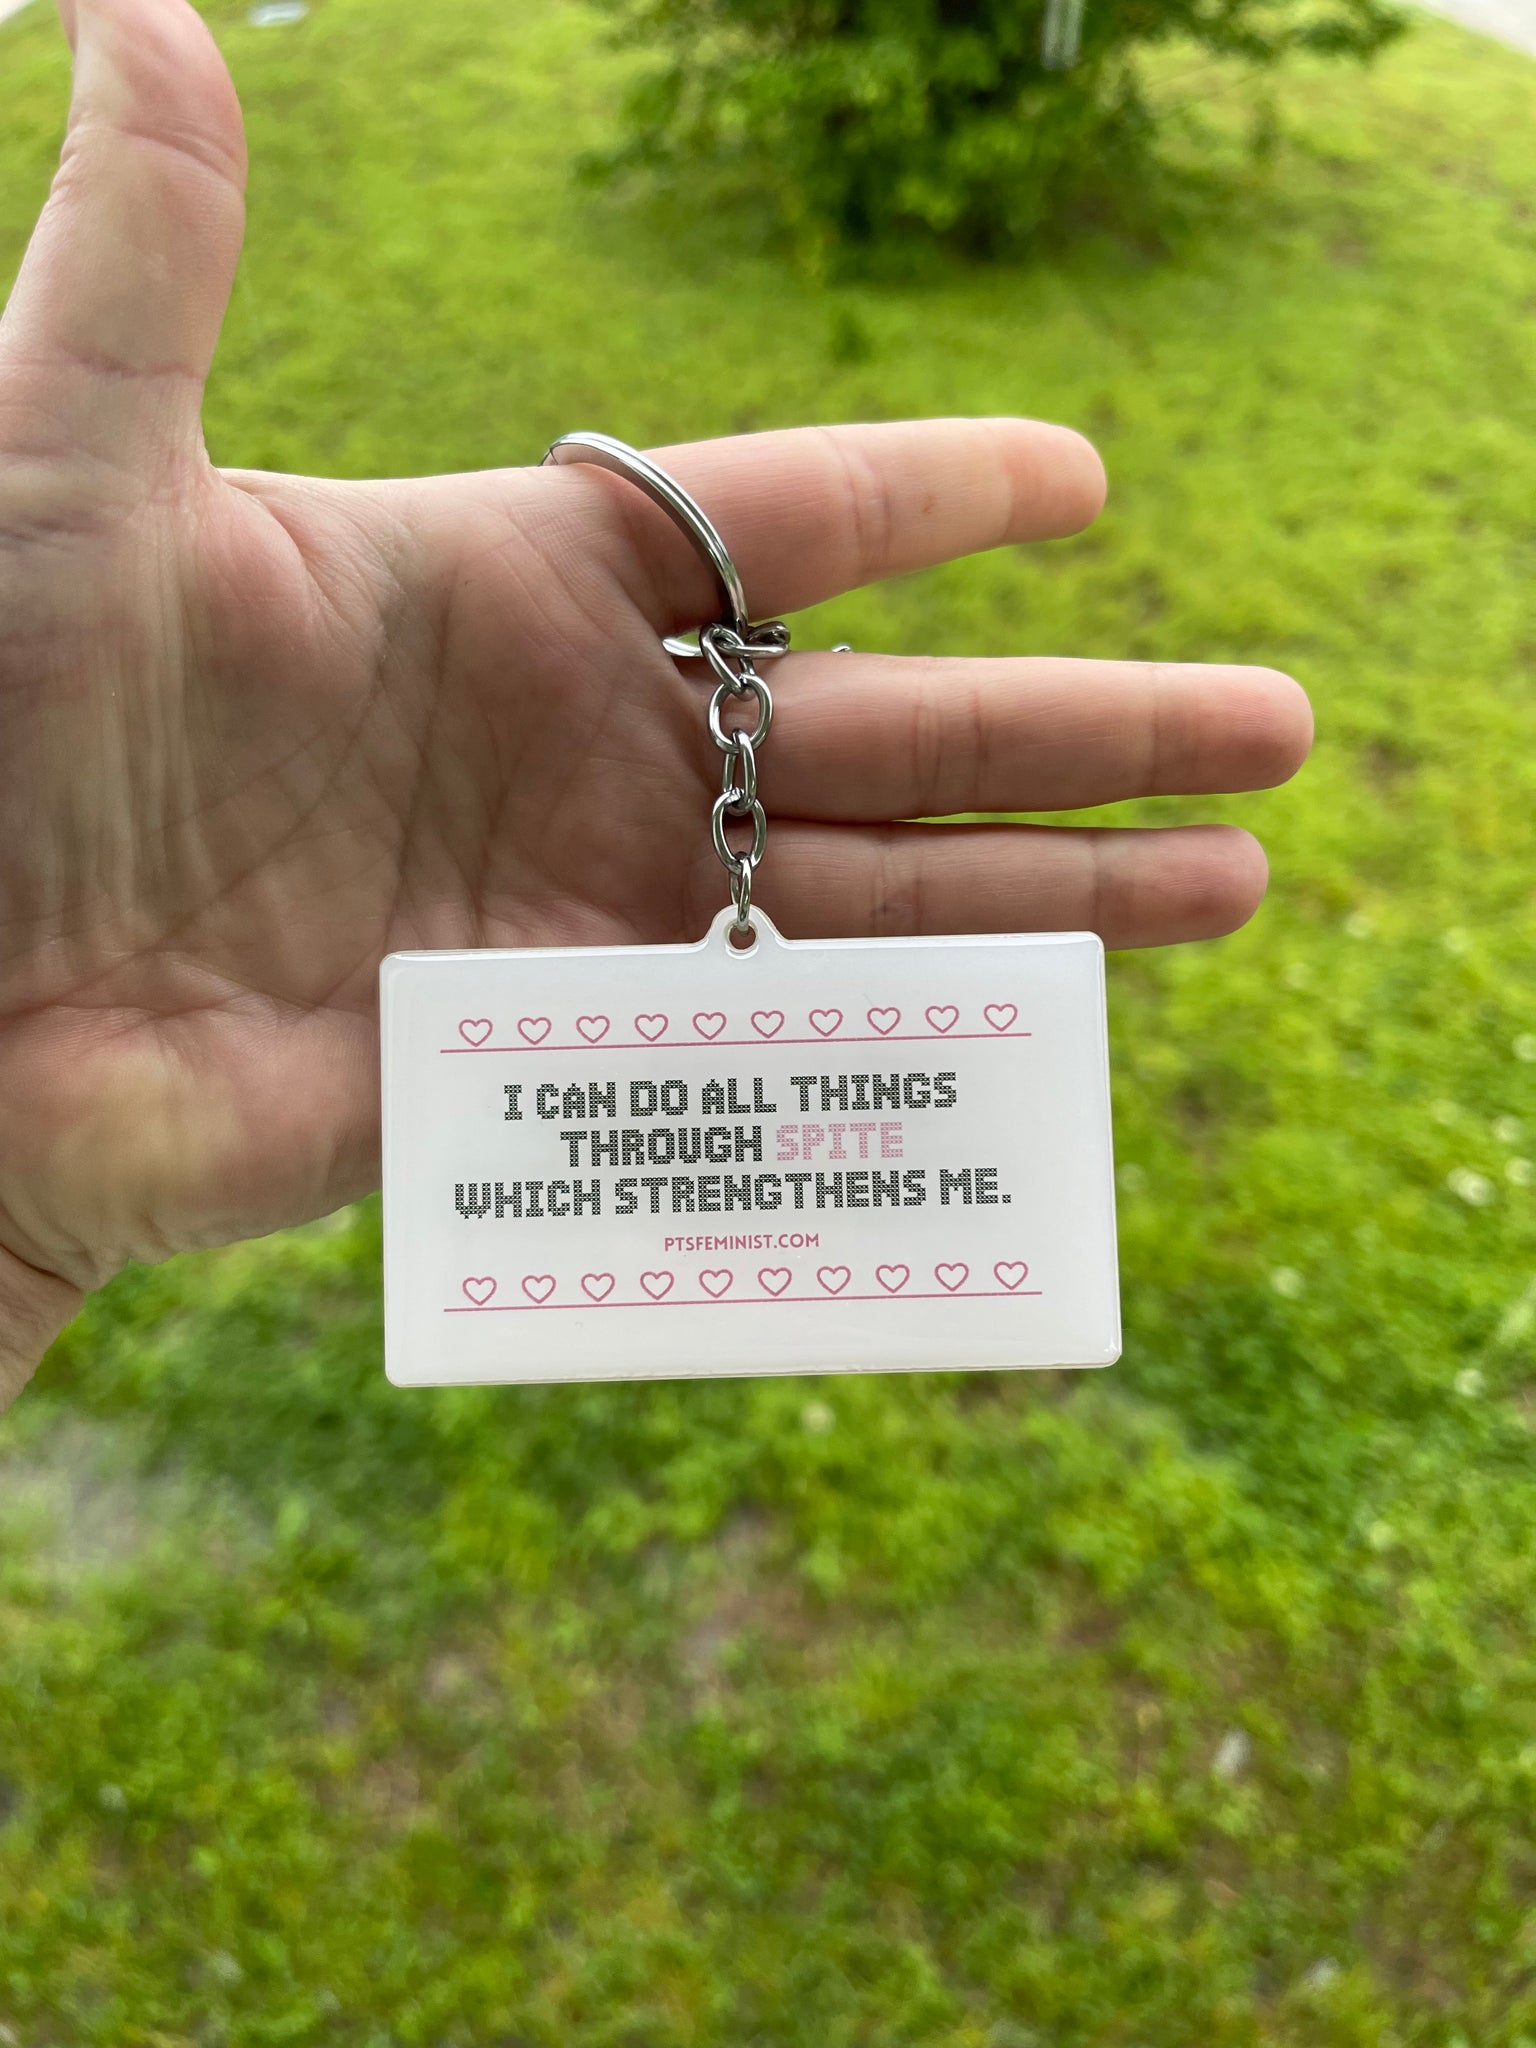 I CAN DO ALL THINGS
THROUGH SPITE
WHICH STRENGTHENS ME.
PTSFEMINIST.COM